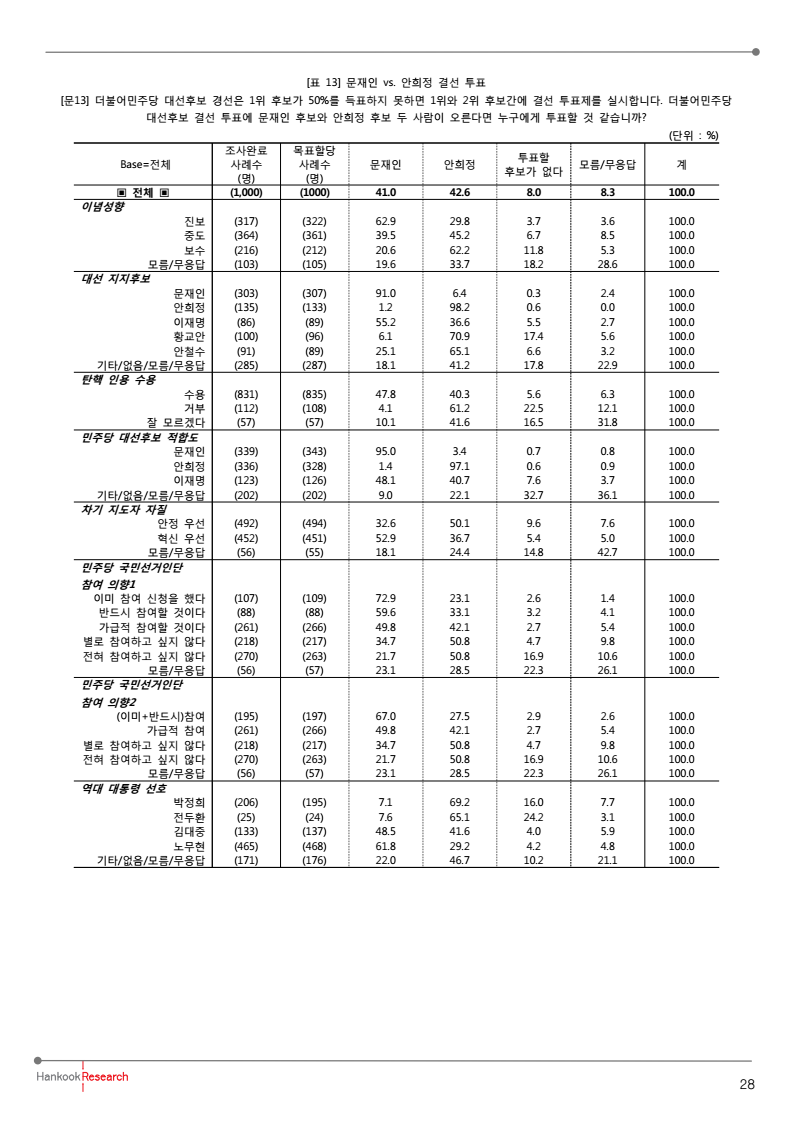 [표 13] 문재인 vs. 안희정 결선 투표
[문13] 더불어민주당 대선후보 경선은 1위 후보가 50%를 득표하지 못하면 1위와 2위 후보간에 결선 투표제를 실시합니다. 더불어민주당
대선후보 결선 투표에 문재인 후보와 안희정 후보 두 사람이 오른다면 누구에게 투표할 것 같습니까?
(단위 : %)
Base=전체 조사완료 사례수 (명) 목표할당 사례수 (명) 문재인 안희정 투표할 후보가 없다 모름/무응답 계
▣ 전체 ▣ (1,000) (1000) 41.0 42.6 8.0 8.3 100.0
이념성향
진보 (317) (322) 62.9 29.8 3.7 3.6 100.0
중도 (364) (361) 39.5 45.2 6.7 8.5 100.0
보수 (216) (212) 20.6 62.2 11.8 5.3 100.0
모름/무응답 (103) (105) 19.6 33.7 18.2 28.6 100.0
대선 지지후보
문재인 (303) (307) 91.0 6.4 0.3 2.4 100.0
안희정 (135) (133) 1.2 98.2 0.6 0.0 100.0
이재명 (86) (89) 55.2 36.6 5.5 2.7 100.0
황교안 (100) (96) 6.1 70.9 17.4 5.6 100.0
안철수 (91) (89) 25.1 65.1 6.6 3.2 100.0
기타/없음/모름/무응답 (285) (287) 18.1 41.2 17.8 22.9 100.0
탄핵 인용 수용
수용 (831) (835) 47.8 40.3 5.6 6.3 100.0
거부 (112) (108) 4.1 61.2 22.5 12.1 100.0
잘 모르겠다 (57) (57) 10.1 41.6 16.5 31.8 100.0
민주당 대선후보 적합도
문재인 (339) (343) 95.0 3.4 0.7 0.8 100.0
안희정 (336) (328) 1.4 97.1 0.6 0.9 100.0
이재명 (123) (126) 48.1 40.7 7.6 3.7 100.0
기타/없음/모름/무응답 (202) (202) 9.0 22.1 32.7 36.1 100.0
차기 지도자 자질
안정 우선 (492) (494) 32.6 50.1 9.6 7.6 100.0
혁신 우선 (452) (451) 52.9 36.7 5.4 5.0 100.0
모름/무응답 (56) (55) 18.1 24.4 14.8 42.7 100.0
민주당 국민선거인단
참여 의향1
이미 참여 신청을 했다 (107) (109) 72.9 23.1 2.6 1.4 100.0
반드시 참여할 것이다 (88) (88) 59.6 33.1 3.2 4.1 100.0
가급적 참여할 것이다 (261) (266) 49.8 42.1 2.7 5.4 100.0
별로 참여하고 싶지 않다 (218) (217) 34.7 50.8 4.7 9.8 100.0
전혀 참여하고 싶지 않다 (270) (263) 21.7 50.8 16.9 10.6 100.0
모름/무응답 (56) (57) 23.1 28.5 22.3 26.1 100.0
민주당 국민선거인단
참여 의향2
(이미+반드시)참여 (195) (197) 67.0 27.5 2.9 2.6 100.0
가급적 참여 (261) (266) 49.8 42.1 2.7 5.4 100.0
별로 참여하고 싶지 않다 (218) (217) 34.7 50.8 4.7 9.8 100.0
전혀 참여하고 싶지 않다 (270) (263) 21.7 50.8 16.9 10.6 100.0
모름/무응답 (56) (57) 23.1 28.5 22.3 26.1 100.0
역대 대통령 선호
박정희 (206) (195) 7.1 69.2 16.0 7.7 100.0
전두환 (25) (24) 7.6 65.1 24.2 3.1 100.0
김대중 (133) (137) 48.5 41.6 4.0 5.9 100.0
노무현 (465) (468) 61.8 29.2 4.2 4.8 100.0
기타/없음/모름/무응답 (171) (176) 22.0 46.7 10.2 21.1 100.0
Hankook Research
28